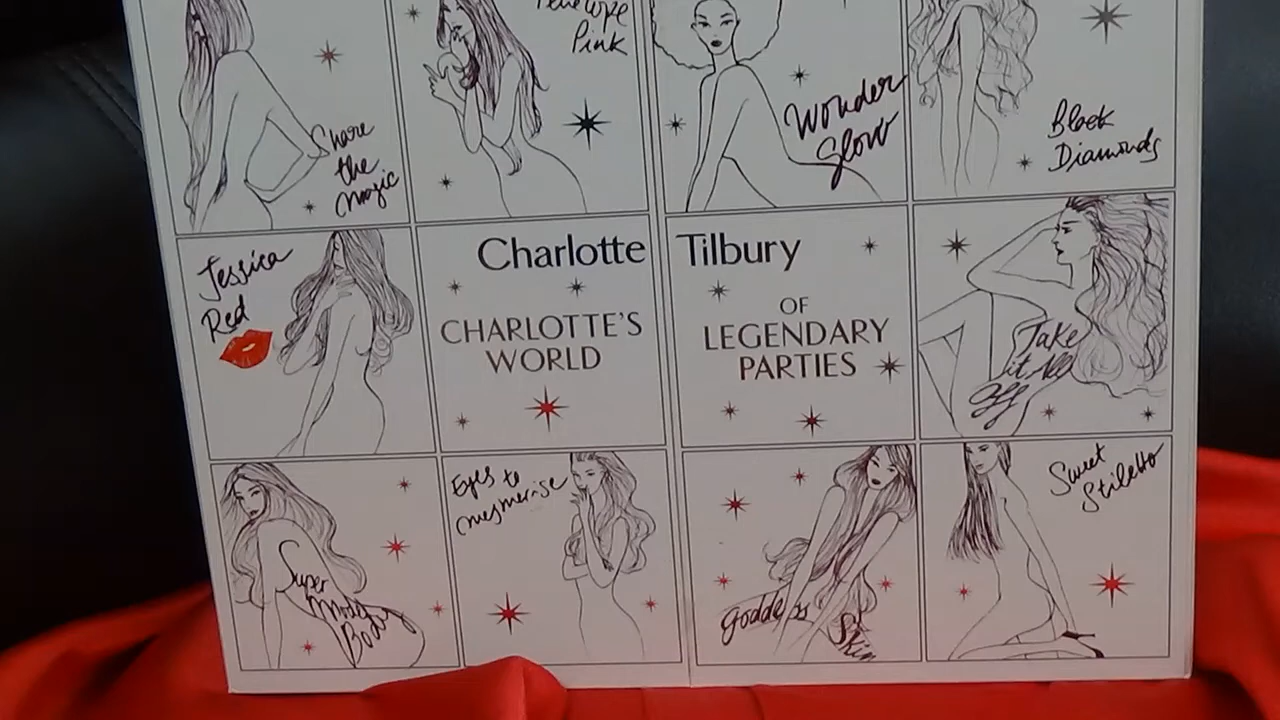 Penelope
Pink
Share
the
magic
Wonder
Glow
Black
Diamonds
Jessica
Red
Charlotte Tilbury
CHARLOTTE'S
WORLD
OF
LEGENDARY
PARTIES
Take
it All
Off
Super
Model
Body
Eyes to
mesmerise
goddess
Skin
Sweet
Stiletto